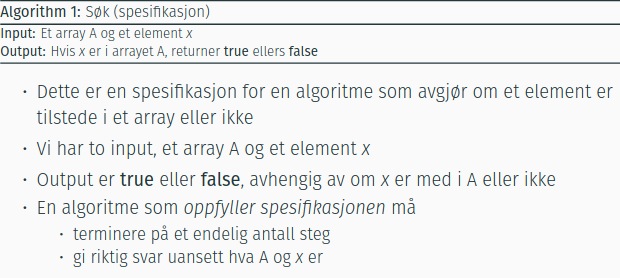 Algorithm 1: Søk (spesifikasjon)
Input: Et array A og et element x
Output: Hvis x er i arrayet A, returner true ellers false
• Dette er en spesifikasjon for en algoritme som avgjør om et element er
tilstede i et array eller ikke
• Vi har to input, et array A og et element x
• Output er true eller false, avhengig av om x er med i A eller ikke
• En algoritme som oppfyller spesifikasjonen må
• terminere på et endelig antall steg
• gi riktig svar uansett hva A og x er